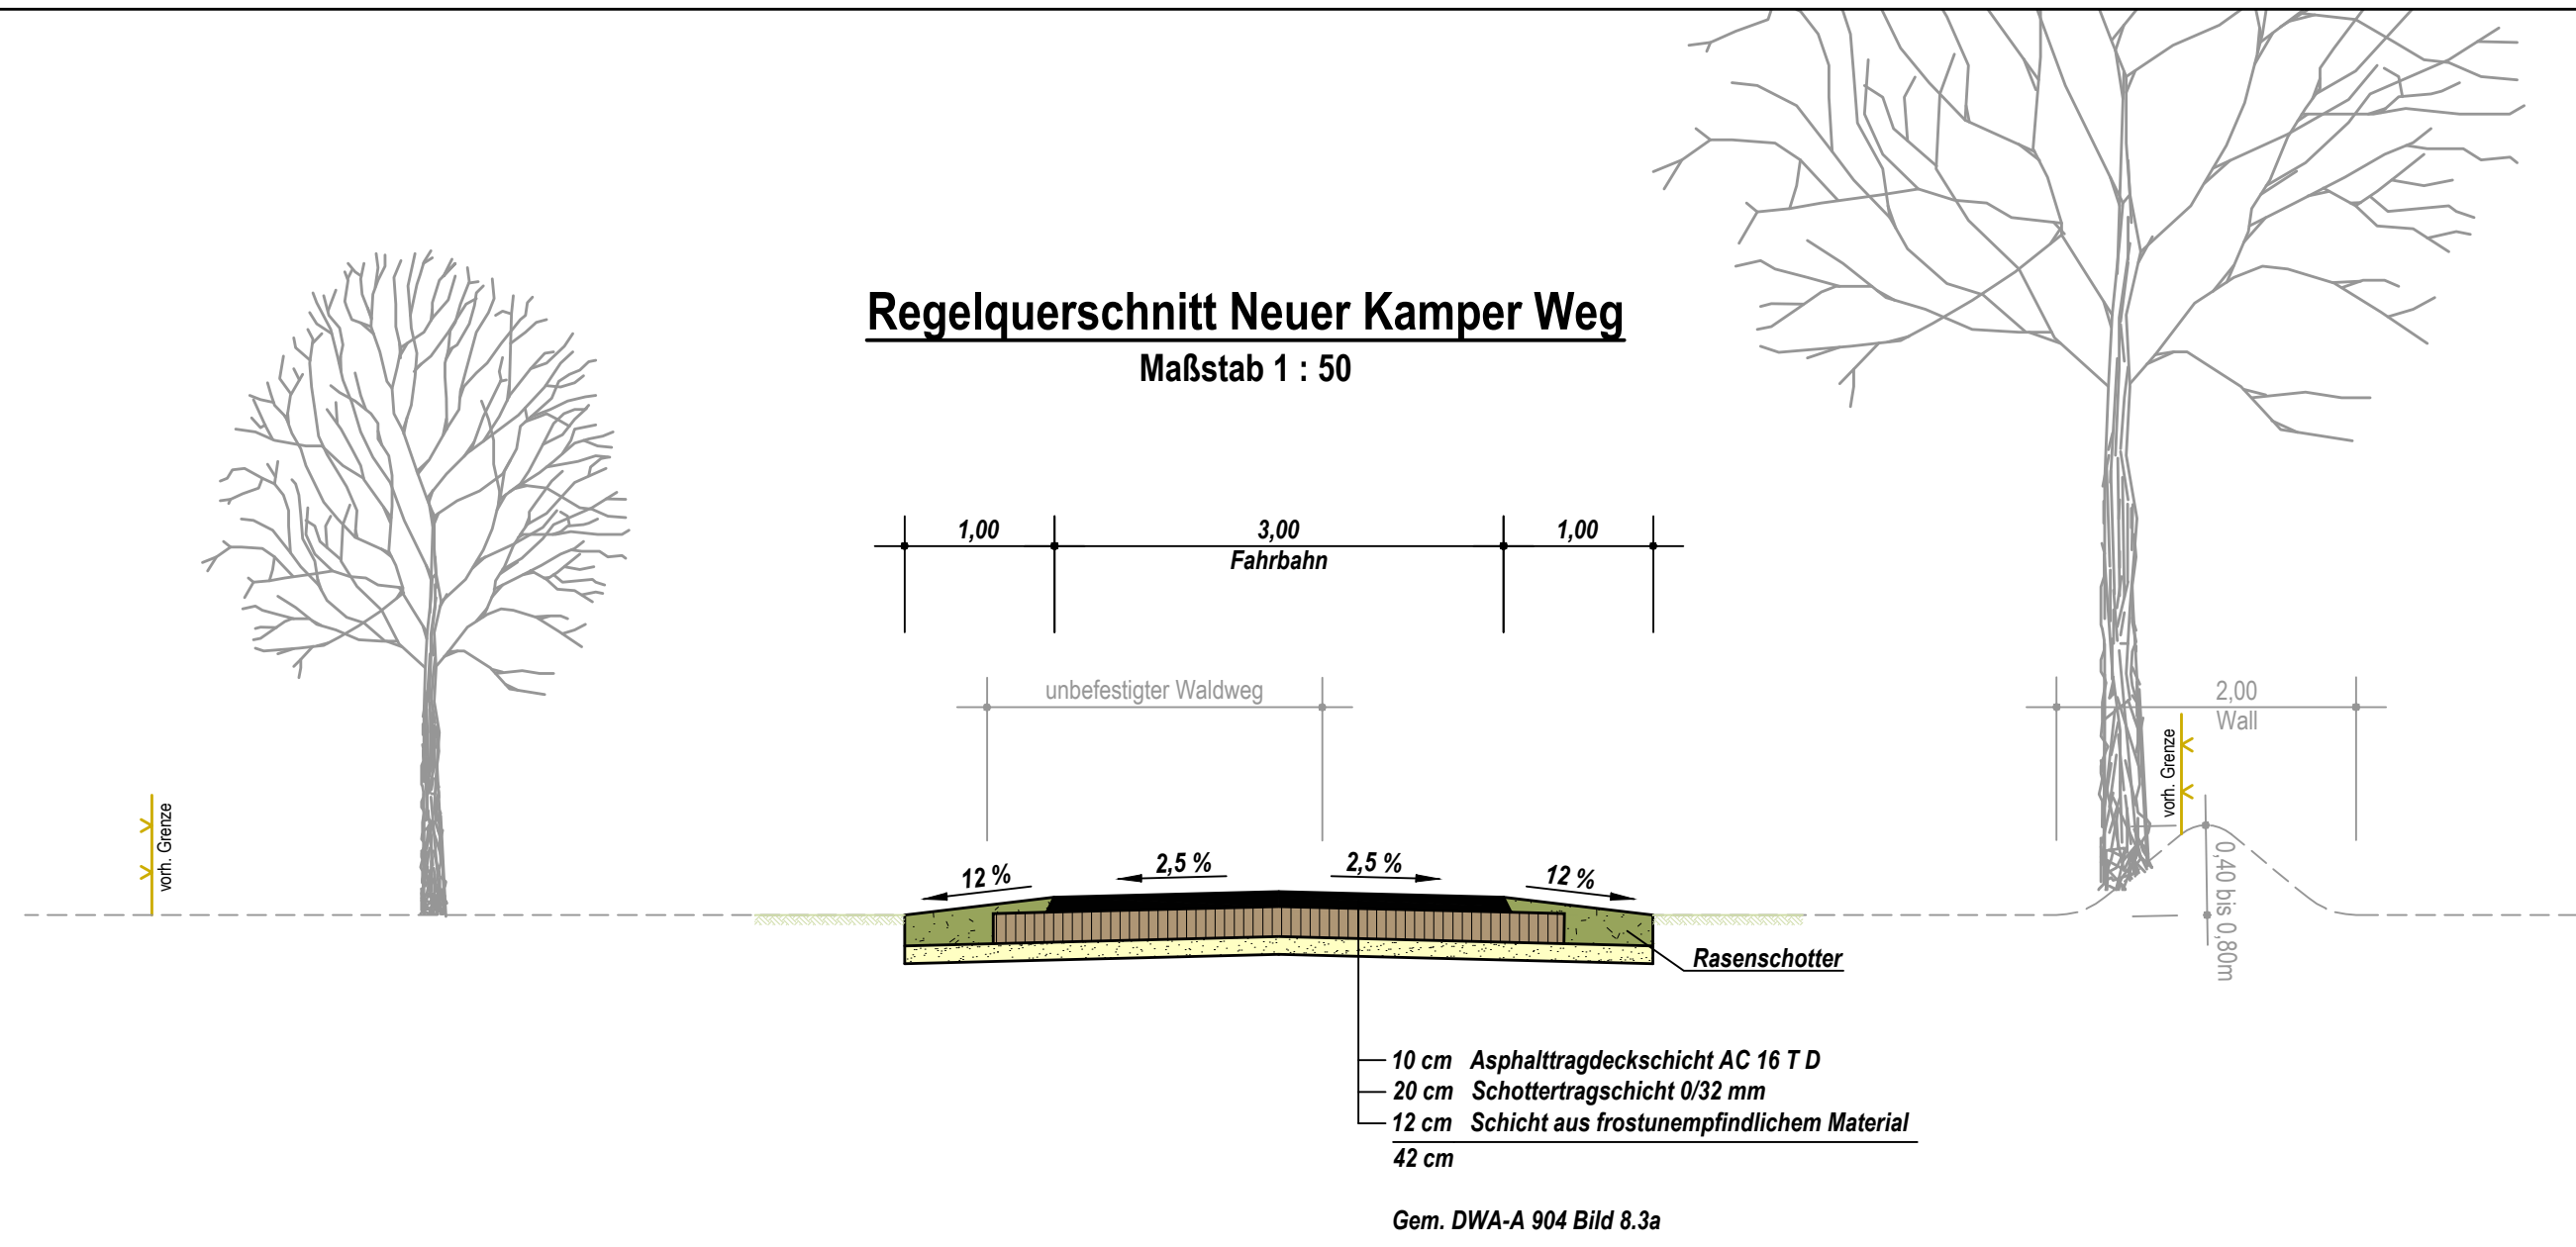 Regelquerschnitt Neuer Kamper Weg
Maßstab 1 : 50
1,00 3,00 1,00
Fahrbahn
unbefestigter Waldweg
2,00
Wall
vorh. Grenze
vorh. Grenze
12 % 2,5 % 2,5 % 12 %
0,40 bis 0,80m
Rasenschotter
10 cm Asphalttragdeckschicht AC 16 T D
20 cm Schottertragschicht 0/32 mm
12 cm Schicht aus frostunempfindlichem Material
42 cm
Gem. DWA-A 904 Bild 8.3a